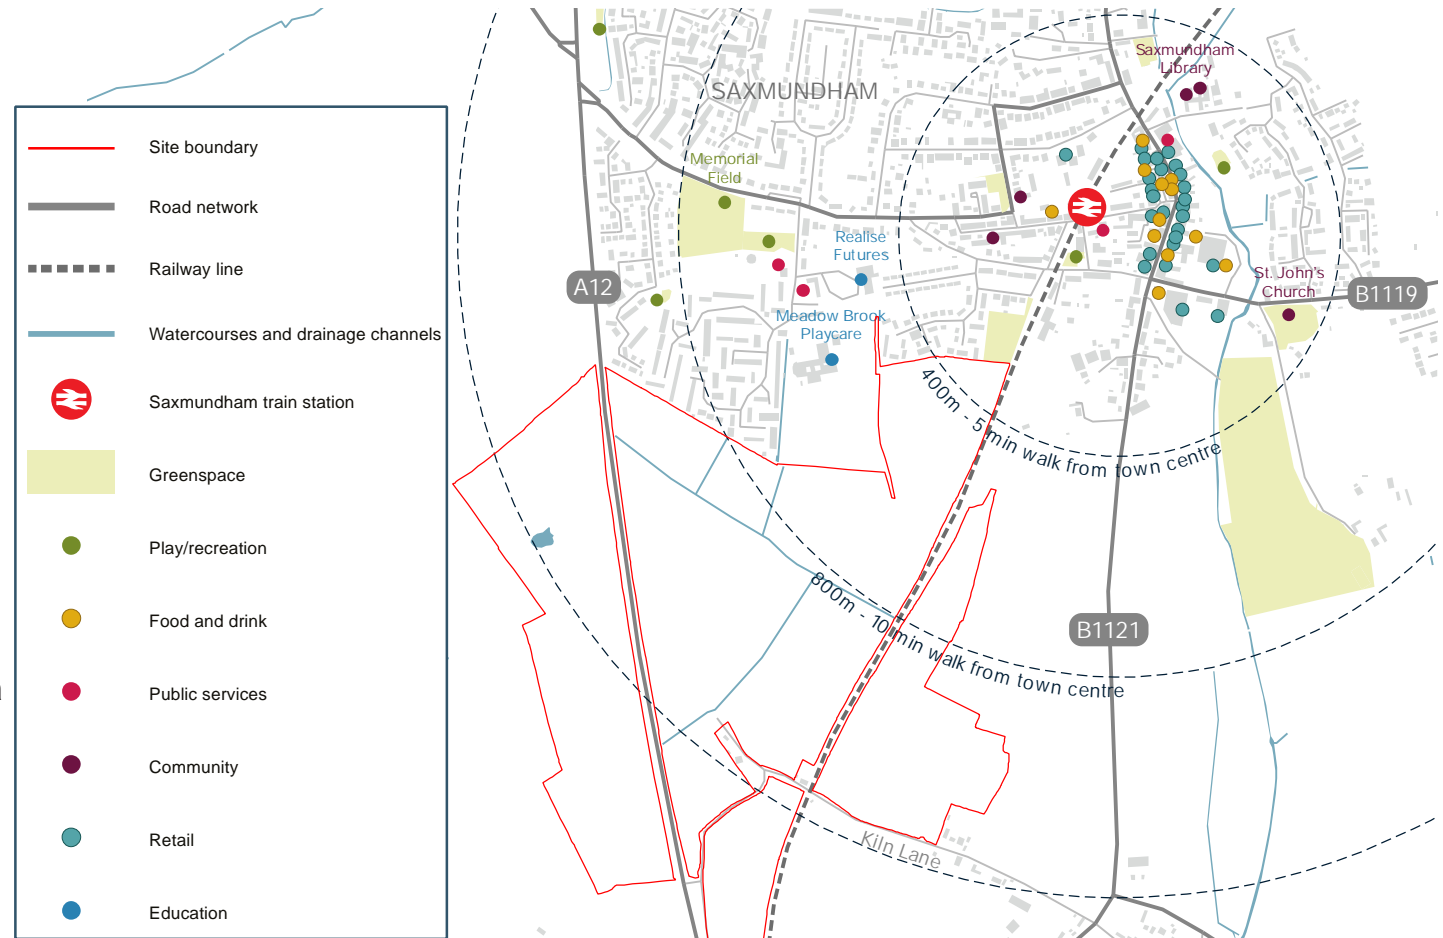 Site boundary
Road network
Railway line
Watercourses and drainage channels
Saxmundham train station
Greenspace
Play/recreation
Food and drink
Public services
Community
Retail
Education
SAXMUNDHAM
Saxmundham
Library
Memorial
Field
Realise
Futures
Meadow Brook
Playcare
St. John's
Church
A12
B1119
B1121
400m - 5 min walk from town centre
800m - 10 min walk from town centre
Kiln Lane